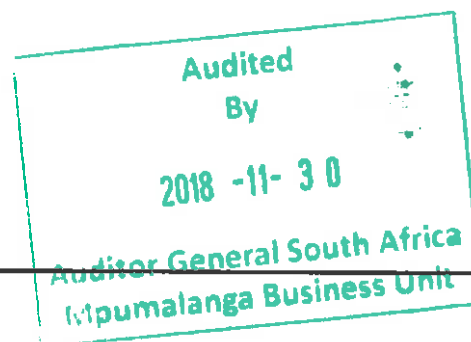 Audited
By
2018 -11- 30
Auditor General South Africa
Mpumalanga Business Unit